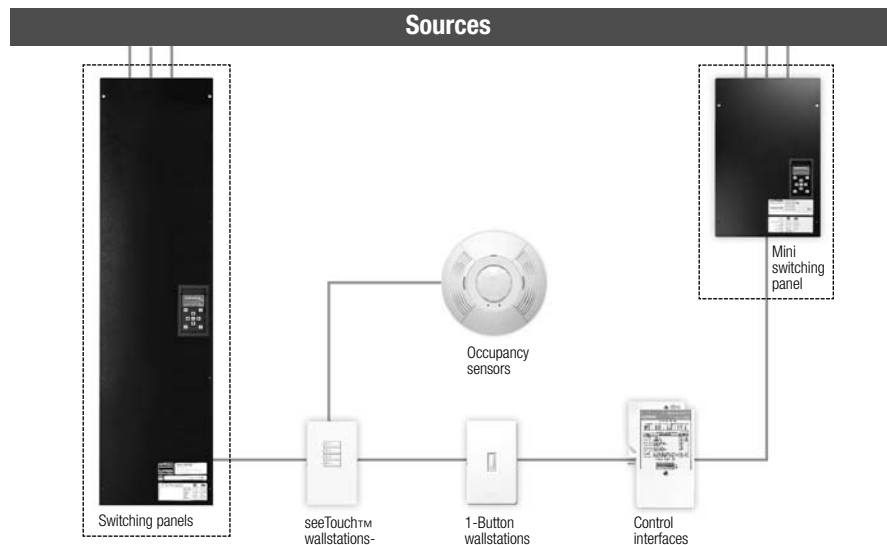 Sources
Mini
switching
panel
Occupancy
sensors
Switching panels
seeTouch™
wallstations-
1-Button
wallstations
Control
interfaces